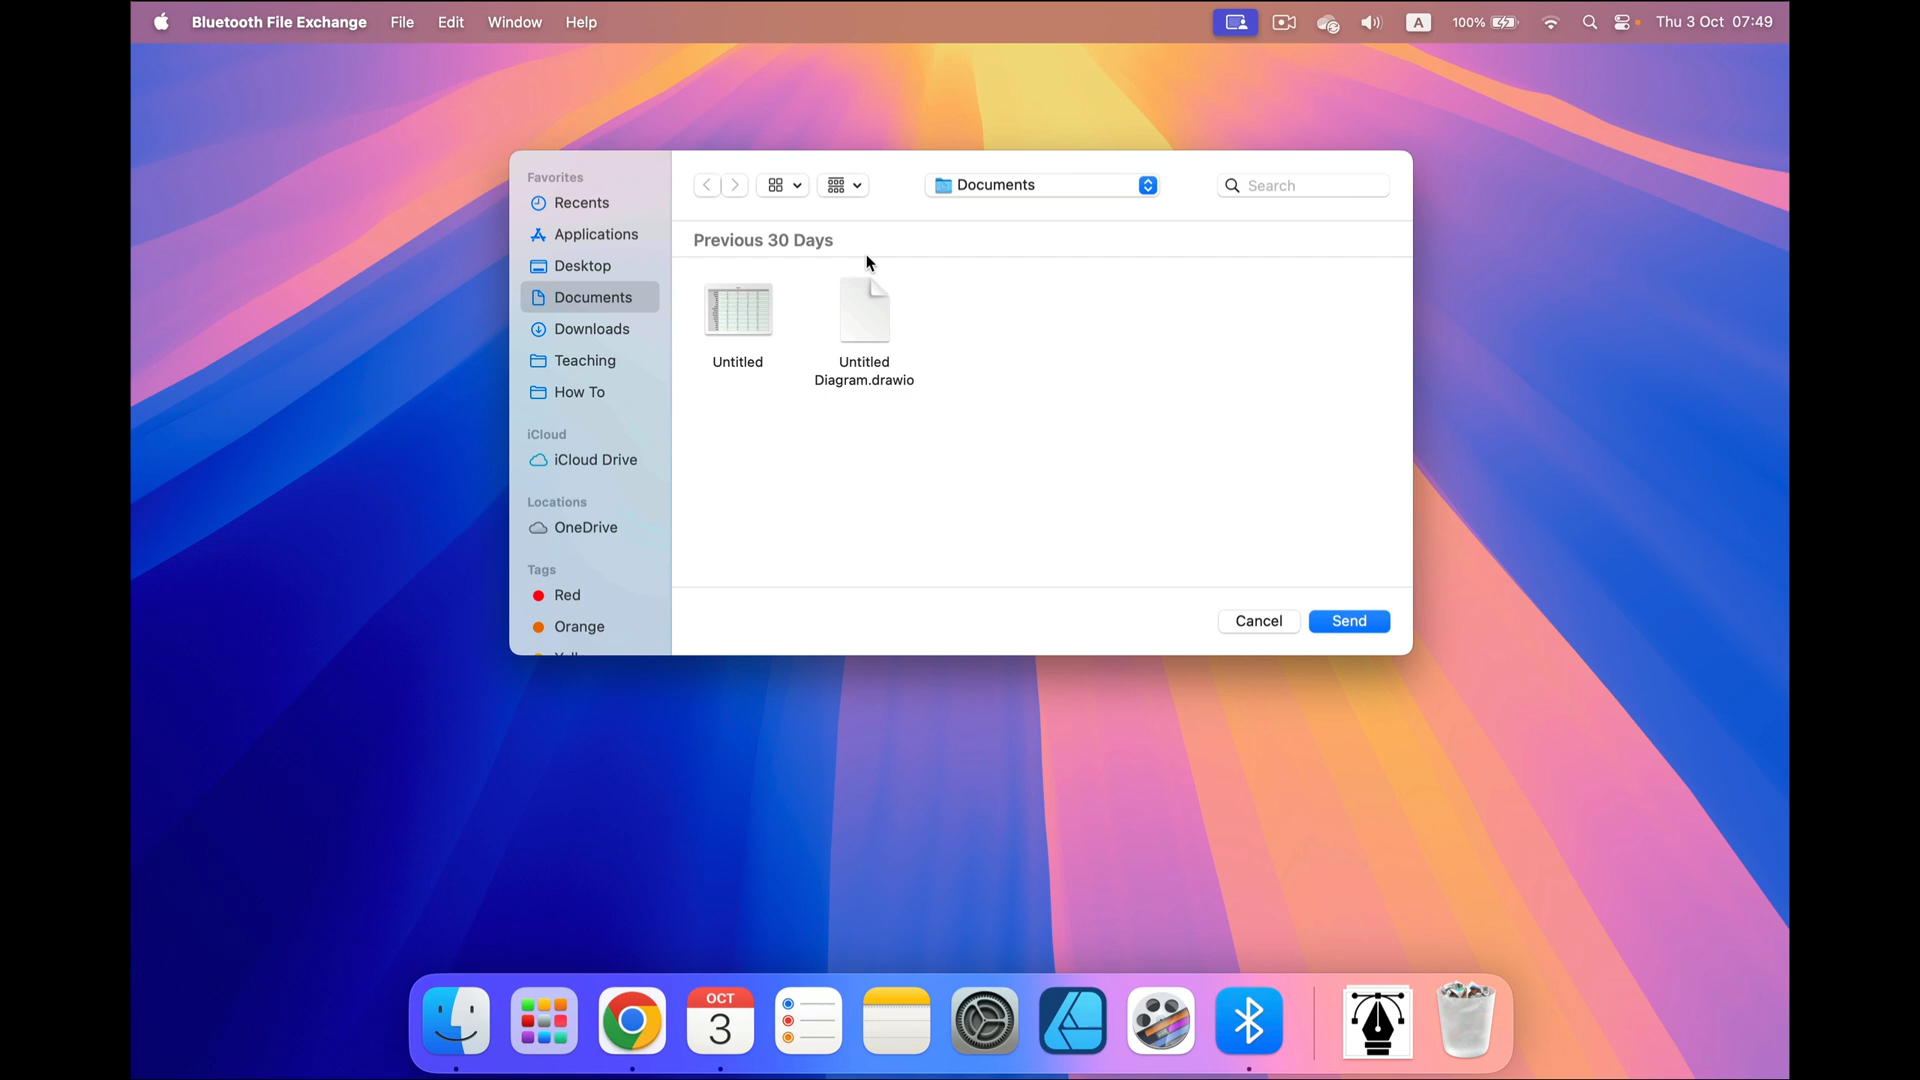 Bluetooth File Exchange File Edit Window Help A 100% Thu 3 Oct 07:49
Favorites
Recents
Applications
Desktop
Documents
Downloads
Teaching
How To
iCloud
iCloud Drive
Locations
OneDrive
Tags
Red
Orange
Documents
Search
Previous 30 Days
Untitled
Untitled
Diagram.drawio
Cancel
Send
OCT
3